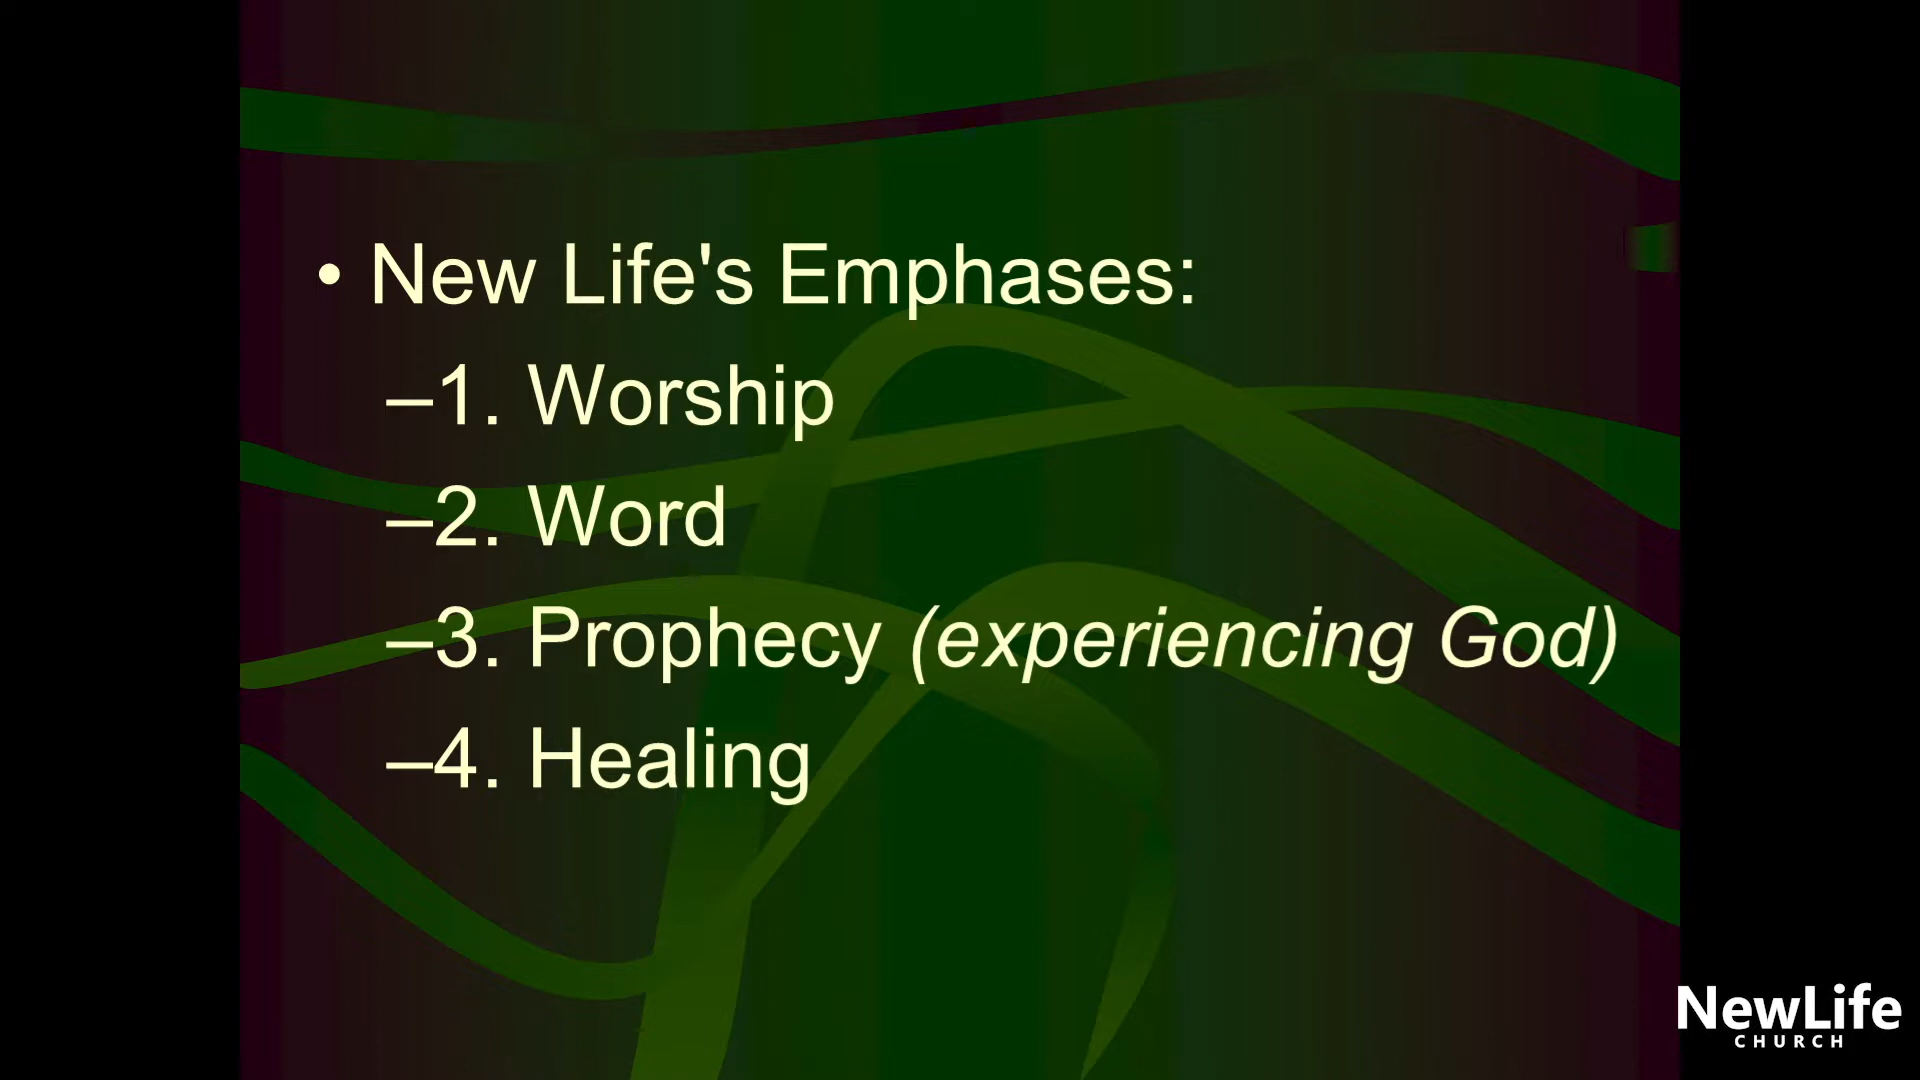 • New Life's Emphases:
–1. Worship
–2. Word
–3. Prophecy (experiencing God)
–4. Healing
NewLife
CHURCH